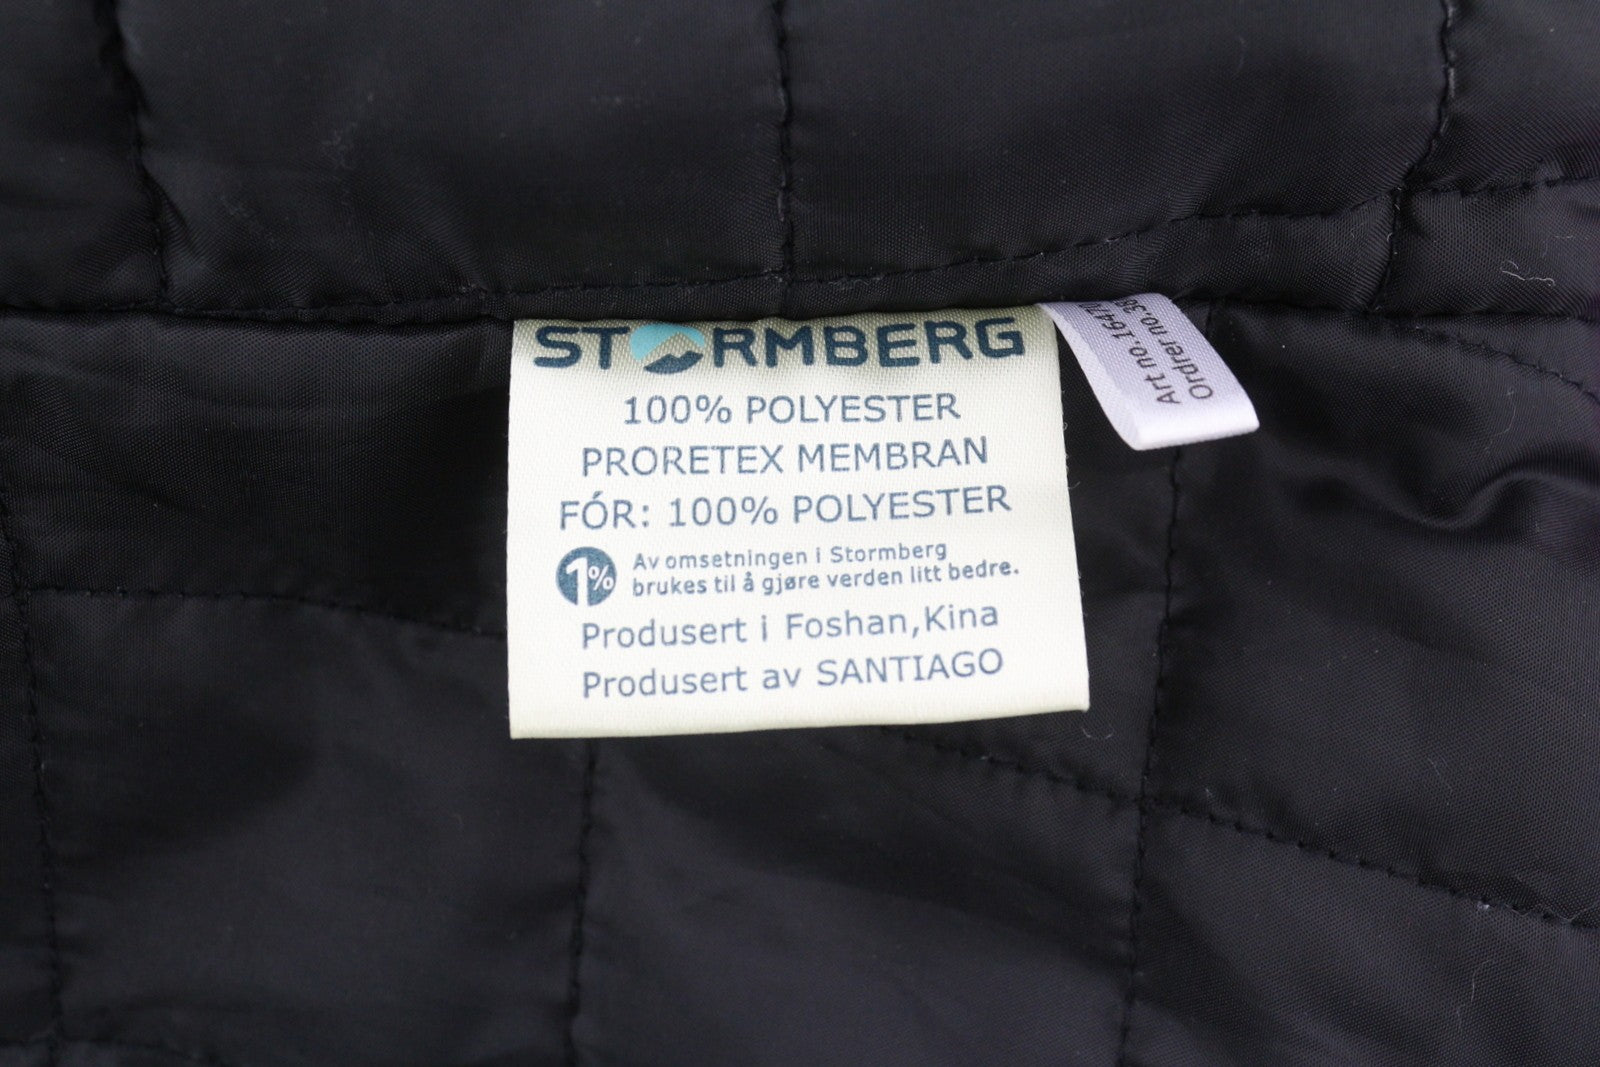 STORMBERG
100% POLYESTER
PRORETEX MEMBRAN
FÓR: 100% POLYESTER
1%
Av omsetningen i Stormberg
brukes til å gjøre verden litt bedre.
Produsert i Foshan,Kina
Produsert av SANTIAGO
Art no.
Ordrer no.